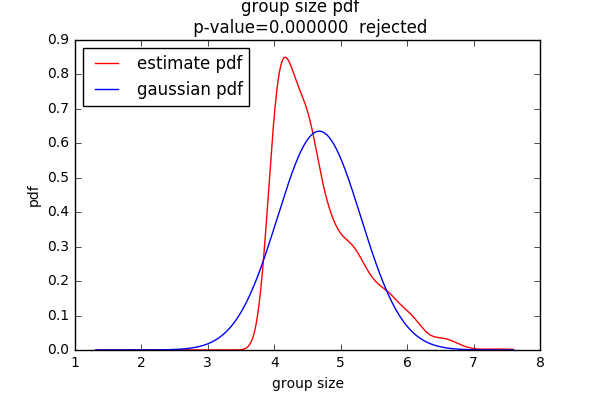 group size pdf
p-value=0.000000  rejected
0.9
0.8
0.7
0.6
0.5
0.4
0.3
0.2
0.1
0.0
pdf
estimate pdf
gaussian pdf
1 2 3 4 5 6 7 8
group size